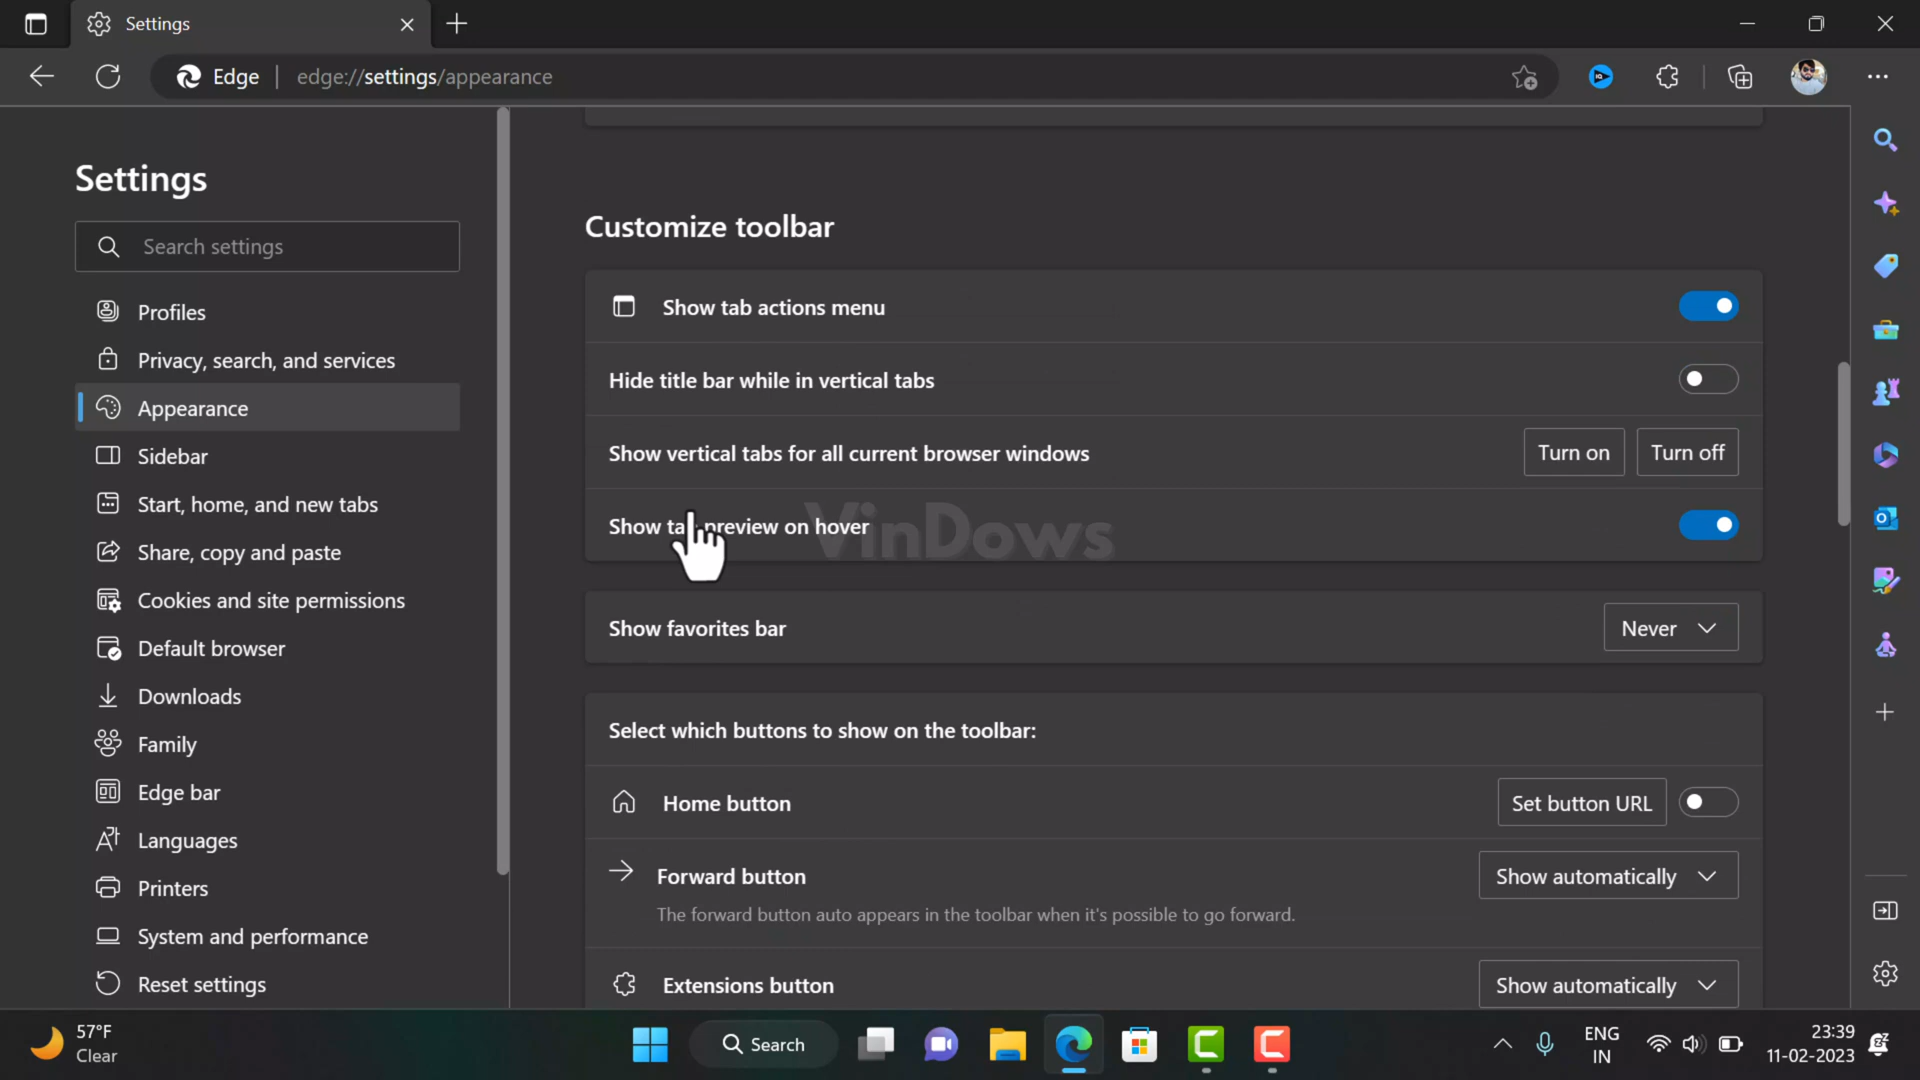 Settings
Edge
edge://settings/appearance
Settings
Search settings
Profiles
Privacy, search, and services
Appearance
Sidebar
Start, home, and new tabs
Share, copy and paste
Cookies and site permissions
Default browser
Downloads
Family
Edge bar
Languages
Printers
System and performance
Reset settings
Customize toolbar
Show tab actions menu
Hide title bar while in vertical tabs
Show vertical tabs for all current browser windows
Turn on
Turn off
Show tab preview on hover
VinDows
Show favorites bar
Never
Select which buttons to show on the toolbar:
Home button
Set button URL
Forward button
Show automatically
The forward button auto appears in the toolbar when it's possible to go forward.
Extensions button
Show automatically
57°F
Clear
Search
ENG
IN
23:39
11-02-2023